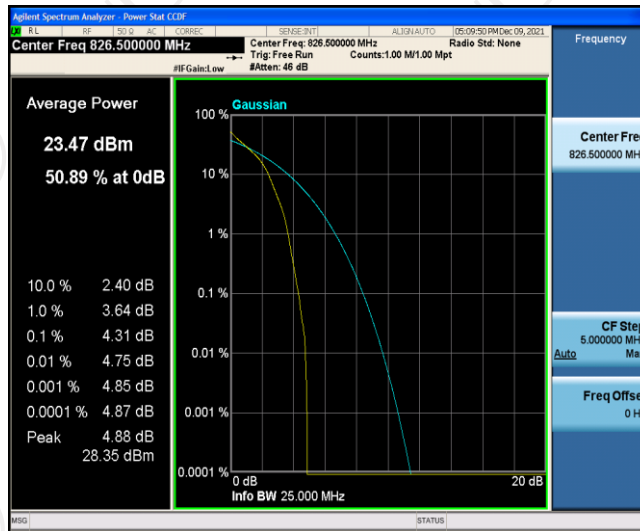 Agilent Spectrum Analyzer - Power Stat CCDF
RL RF 50 Ω AC CORREC SENSE:INT ALIGN AUTO 05:09:50 PM Dec 09, 2021
Center Freq 826.500000 MHz
Center Freq: 826.500000 MHz Radio Std: None
Trig: Free Run Counts:1.00 M/1.00 Mpt
#IFGain:Low #Atten: 46 dB
Frequency
Average Power
23.47 dBm
50.89 % at 0dB
10.0 % 2.40 dB
1.0 % 3.64 dB
0.1 % 4.31 dB
0.01 % 4.75 dB
0.001 % 4.85 dB
0.0001 % 4.87 dB
Peak 4.88 dB
28.35 dBm
Gaussian
100 %
10 %
1 %
0.1 %
0.01 %
0.001 %
0.0001 %
0 dB 20 dB
Info BW 25.000 MHz
Center Fre
826.500000 MH
CF Step
5.000000 MH
Auto Ma
Freq Offse
0 H
MSG STATUS